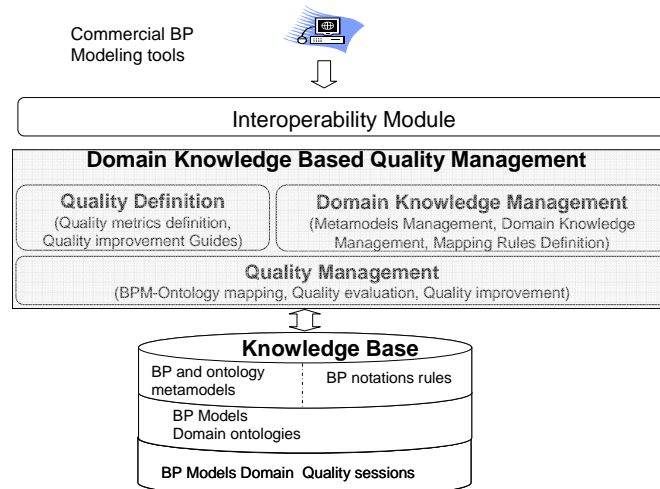 Commercial BP
Modeling tools
Interoperability Module
Domain Knowledge Based Quality Management
Quality Definition
(Quality metrics definition,
Quality improvement Guides)
Domain Knowledge Management
(Metamodels Management, Domain Knowledge
Management, Mapping Rules Definition)
Quality Management
(BPM-Ontology mapping, Quality evaluation, Quality improvement)
Knowledge Base
BP and ontology
metamodels
BP notations rules
BP Models
Domain ontologies
BP Models Domain Quality sessions